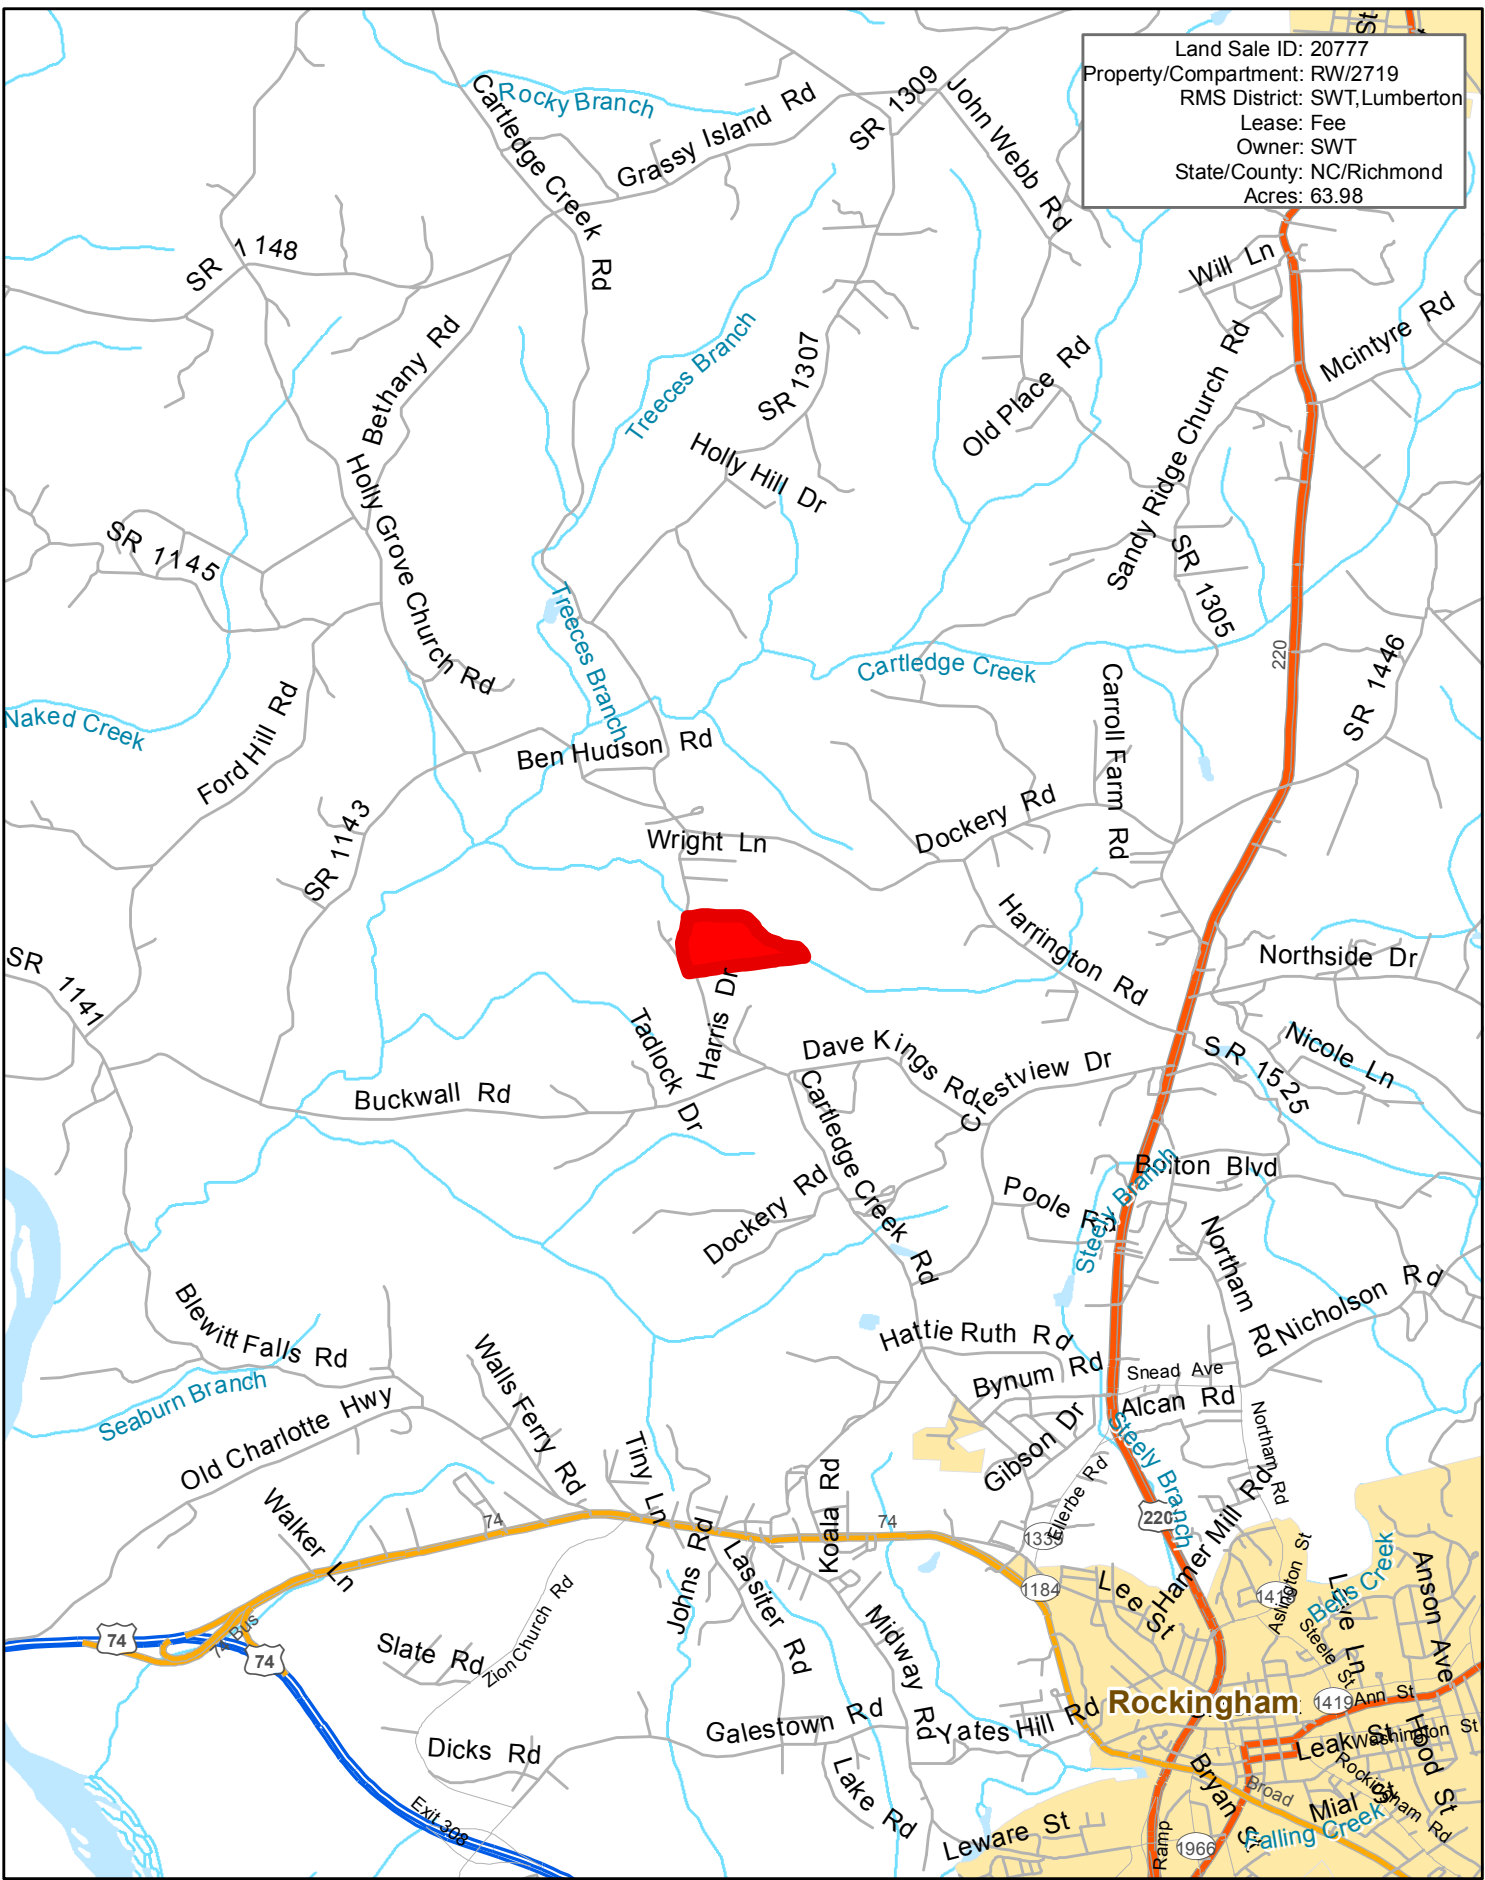 Land Sale ID: 20777
Property/Compartment: RW/2719
RMS District: SWT,Lumberton
Lease: Fee
Owner: SWT
State/County: NC/Richmond
Acres: 63.98
St
Rocky Branch
Cartledge Creek Rd
Grassy Island Rd
SR 1309
John Webb Rd
SR 1148
Will Ln
Mcintyre Rd
Bethany Rd
Treeces Branch
SR 1307
Old Place Rd
Sandy Ridge Church Rd
Holly Hill Dr
Holly Grove Church Rd
SR 1145
SR 1305
Treeces Branch
Cartledge Creek
220
SR 1446
Naked Creek
Ford Hill Rd
Ben Hudson Rd
Carroll Farm Rd
SR 1143
Wright Ln
Dockery Rd
Harrington Rd
SR 1141
Northside Dr
Harris Dr
Tadlock Dr
Dave Kings Rd
Crestview Dr
SR 1525
Nicole Ln
Buckwall Rd
Cartledge Creek Rd
Bolton Blvd
Steely Branch
Poole Rd
Dockery Rd
Northam Rd
Nicholson Rd
Blewitt Falls Rd
Hattie Ruth Rd
Bynum Rd
Snead Ave
Alcan Rd
Seaburn Branch
Old Charlotte Hwy
Walls Ferry Rd
Gibson Dr
Steely Branch
Northam Rd
Tiny Ln
Koala Rd
Ellerbe Rd
Hamer Mill Rd
Walker Ln
74
74
220
1335
1184
Johns Rd
Lassiter Rd
Midway Rd
Lee St
1418
Aslington St
Steele St
Bells Creek
Anson Ave
74
74 Bus
74
Slate Rd
Zion Church Rd
Rockingham
1419
Ann St
Galestown Rd
Yates Hill Rd
Leak St
Washington St
Hood St
Dicks Rd
Lake Rd
Bryan St
Broad
Mial St
Rockingham Rd
Exit 308
Leware St
Ramp
1966
Falling Creek